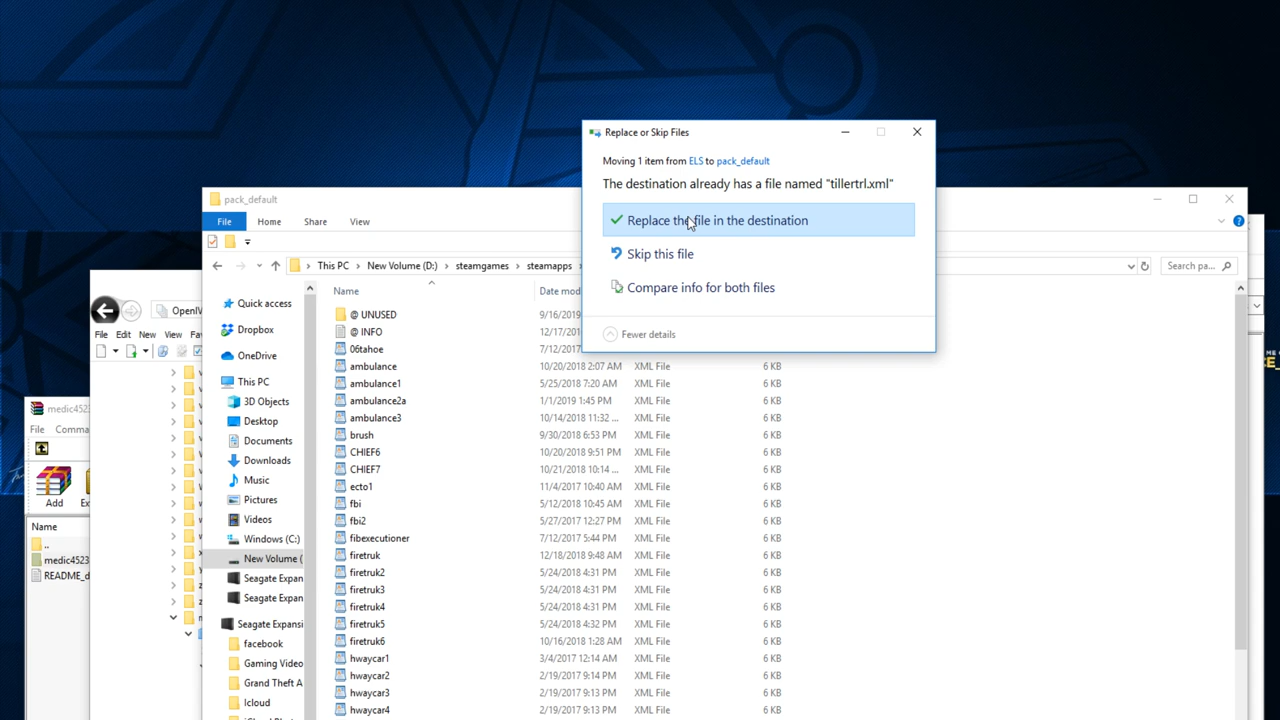 Replace or Skip Files
Moving 1 item from ELS to pack_default
The destination already has a file named "tillertrl.xml"
Replace the file in the destination
Skip this file
Compare info for both files
Fewer details
pack_default
File Home Share View
This PC > New Volume (D:) > steamgames > steamapps >
Search pa...
Name
Date mod
@ UNUSED 9/16/2019
@ INFO 12/17/201
06tahoe 7/12/2017
ambulance 10/20/2018 2:07 AM XML File 6 KB
ambulance1 5/25/2018 7:20 AM XML File 6 KB
ambulance2a 1/1/2019 1:45 PM XML File 6 KB
ambulance3 10/14/2018 11:32 ... XML File 6 KB
brush 9/30/2018 6:53 PM XML File 6 KB
CHIEF6 10/20/2018 9:51 PM XML File 6 KB
CHIEF7 10/21/2018 10:14 ... XML File 6 KB
ecto1 11/4/2017 10:40 AM XML File 6 KB
fbi 5/12/2018 10:45 AM XML File 6 KB
fbi2 5/27/2017 12:27 PM XML File 6 KB
fibexecutioner 7/12/2017 5:44 PM XML File 6 KB
firetruk 12/18/2018 9:48 AM XML File 6 KB
firetruk2 5/24/2018 4:31 PM XML File 6 KB
firetruk3 5/24/2018 4:31 PM XML File 6 KB
firetruk4 5/24/2018 4:31 PM XML File 6 KB
firetruk5 5/24/2018 4:32 PM XML File 6 KB
firetruk6 10/16/2018 1:28 AM XML File 6 KB
hwaycar1 3/4/2017 12:14 AM XML File 6 KB
hwaycar2 2/19/2017 9:14 PM XML File 6 KB
hwaycar3 2/19/2017 9:13 PM XML File 6 KB
hwaycar4 2/19/2017 9:13 PM XML File 6 KB
Quick access
Dropbox
OneDrive
This PC
3D Objects
Desktop
Documents
Downloads
Music
Pictures
Videos
Windows (C:)
New Volume (
Seagate Expan
Seagate Expan
Seagate Expansi
facebook
Gaming Video
Grand Theft A
Icloud
OpenIV
File Edit New View Fa
medic4523
File Comma
Add Ex
Name
..
medic4523
README_d